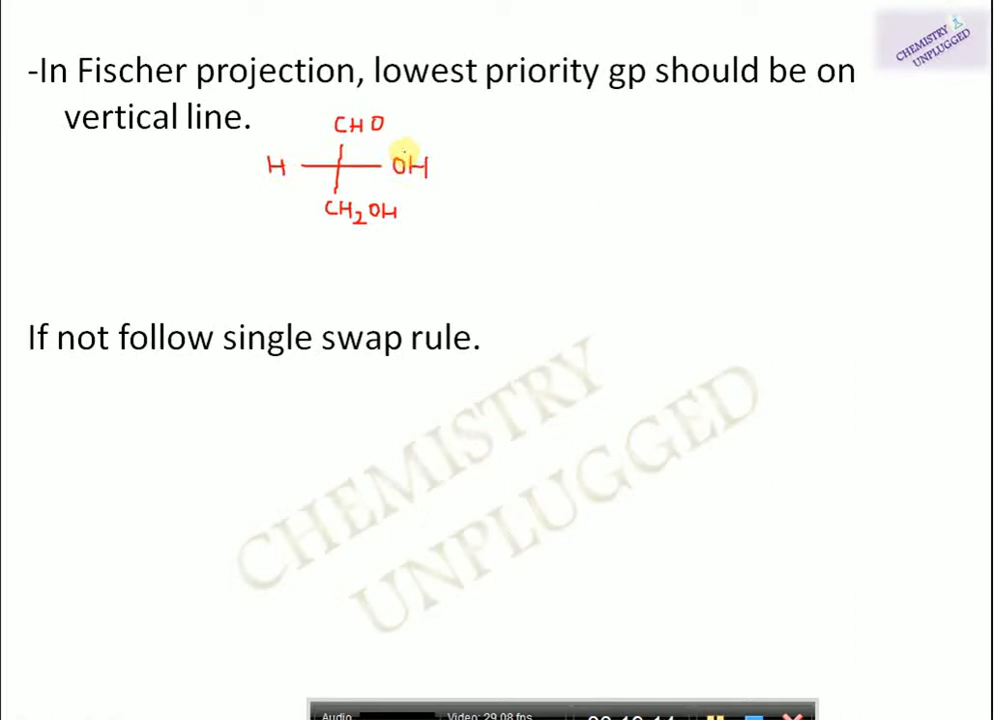 CHEMISTRY
UNPLUGGED
-In Fischer projection, lowest priority gp should be on
vertical line.
CHO
H OH
CH2OH
If not follow single swap rule.
CHEMISTRY
UNPLUGGED
Audio Video: 29.08 fps